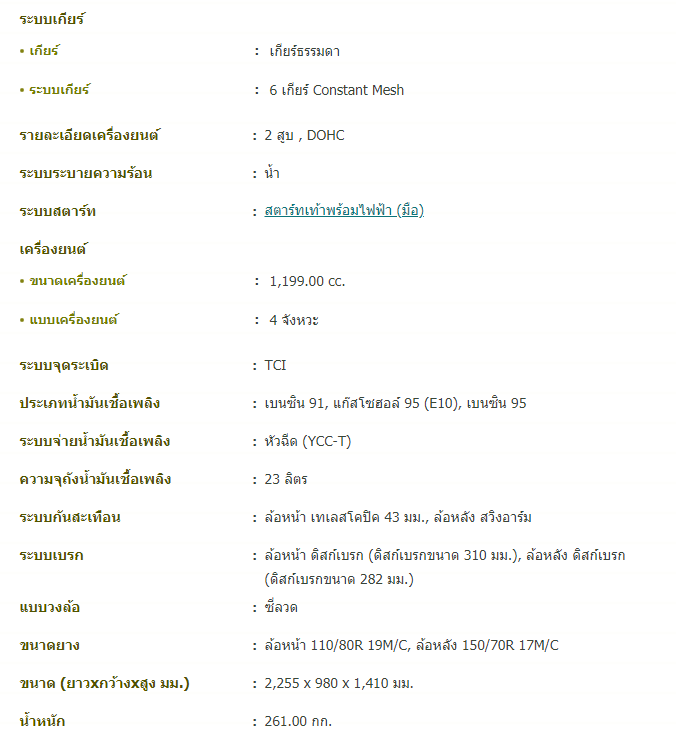 ระบบเกียร์
• เกียร์ : เกียร์ธรรมดา
• ระบบเกียร์ : 6 เกียร์ Constant Mesh
รายละเอียดเครื่องยนต์ : 2 สูบ , DOHC
ระบบระบายความร้อน : น้ำ
ระบบสตาร์ท : สตาร์ทเท้าพร้อมไฟฟ้า (มือ)
เครื่องยนต์
• ขนาดเครื่องยนต์ : 1,199.00 cc.
• แบบเครื่องยนต์ : 4 จังหวะ
ระบบจุดระเบิด : TCI
ประเภทน้ำมันเชื้อเพลิง : เบนซิน 91, แก๊สโซฮอล์ 95 (E10), เบนซิน 95
ระบบจ่ายน้ำมันเชื้อเพลิง : หัวฉีด (YCC-T)
ความจุถังน้ำมันเชื้อเพลิง : 23 ลิตร
ระบบกันสะเทือน : ล้อหน้า เทเลสโคปิค 43 มม., ล้อหลัง สวิงอาร์ม
ระบบเบรก : ล้อหน้า ดิสก์เบรก (ดิสก์เบรกขนาด 310 มม.), ล้อหลัง ดิสก์เบรก
(ดิสก์เบรกขนาด 282 มม.)
แบบวงล้อ : ซี่ลวด
ขนาดยาง : ล้อหน้า 110/80R 19M/C, ล้อหลัง 150/70R 17M/C
ขนาด (ยาวxกว้างxสูง มม.) : 2,255 x 980 x 1,410 มม.
น้ำหนัก : 261.00 กก.